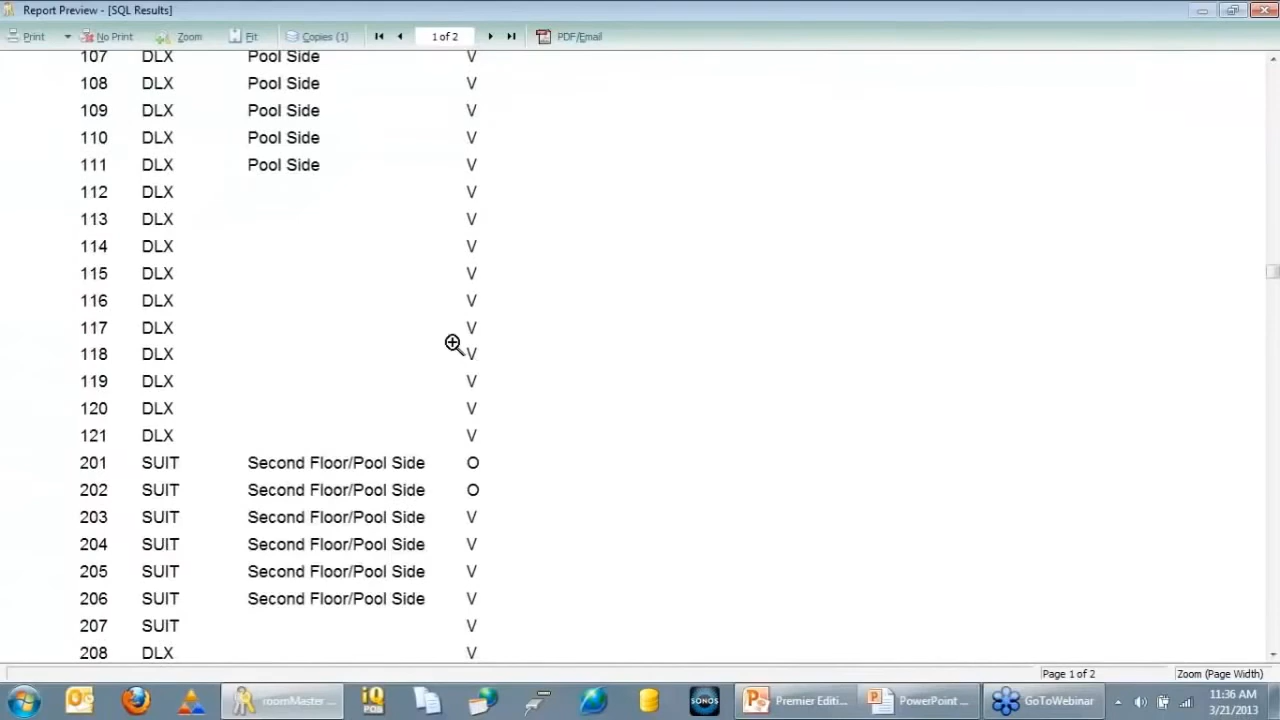 Report Preview - [SQL Results]
Print No Print Zoom Fit Copies (1) 1 of 2 PDF/Email
107 DLX Pool Side V
108 DLX Pool Side V
109 DLX Pool Side V
110 DLX Pool Side V
111 DLX Pool Side V
112 DLX V
113 DLX V
114 DLX V
115 DLX V
116 DLX V
117 DLX V
118 DLX V
119 DLX V
120 DLX V
121 DLX V
201 SUIT Second Floor/Pool Side O
202 SUIT Second Floor/Pool Side O
203 SUIT Second Floor/Pool Side V
204 SUIT Second Floor/Pool Side V
205 SUIT Second Floor/Pool Side V
206 SUIT Second Floor/Pool Side V
207 SUIT V
208 DLX V
Page 1 of 2 Zoom (Page Width)
roomMaster ... iQ POS SONOS Premier Editi... PowerPoint ... GoToWebinar 11:36 AM
3/21/2013